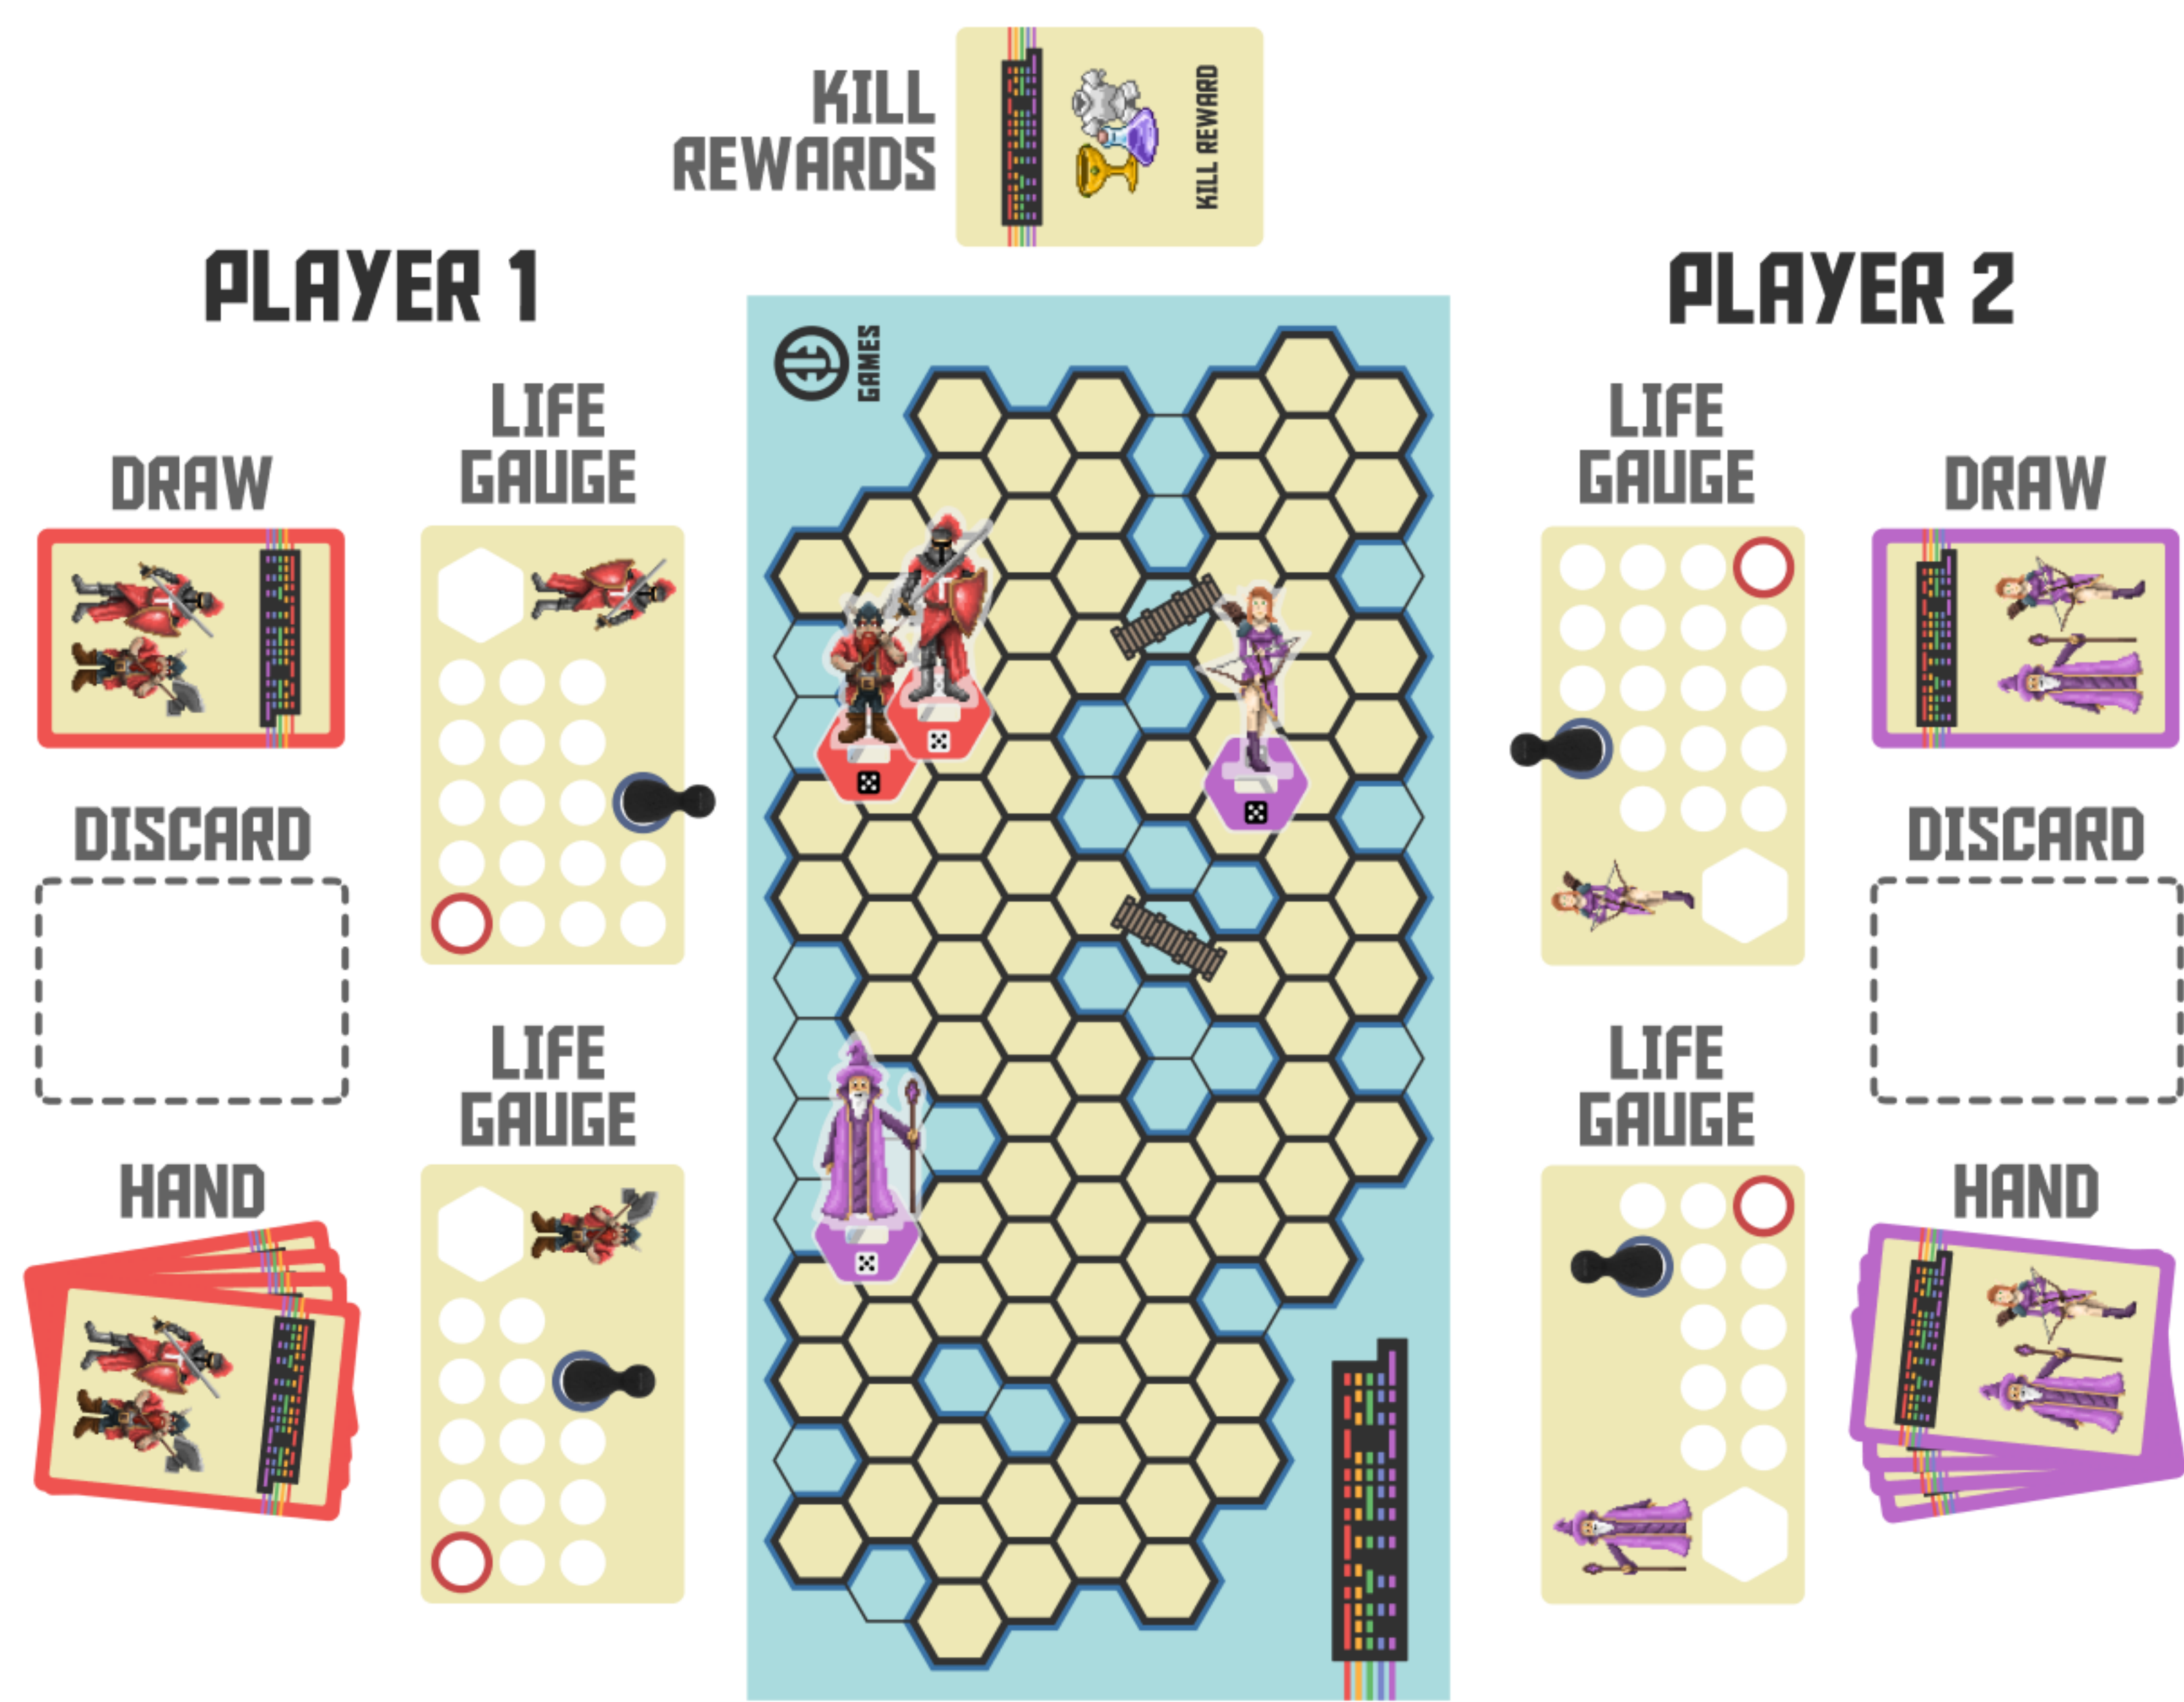 KILL
REWARDS
KILL REWARD
PLAYER 1
PLAYER 2
GAMES
LIFE
GAUGE
LIFE
GAUGE
DRAW
DRAW
DISCARD
DISCARD
LIFE
GAUGE
LIFE
GAUGE
HAND
HAND